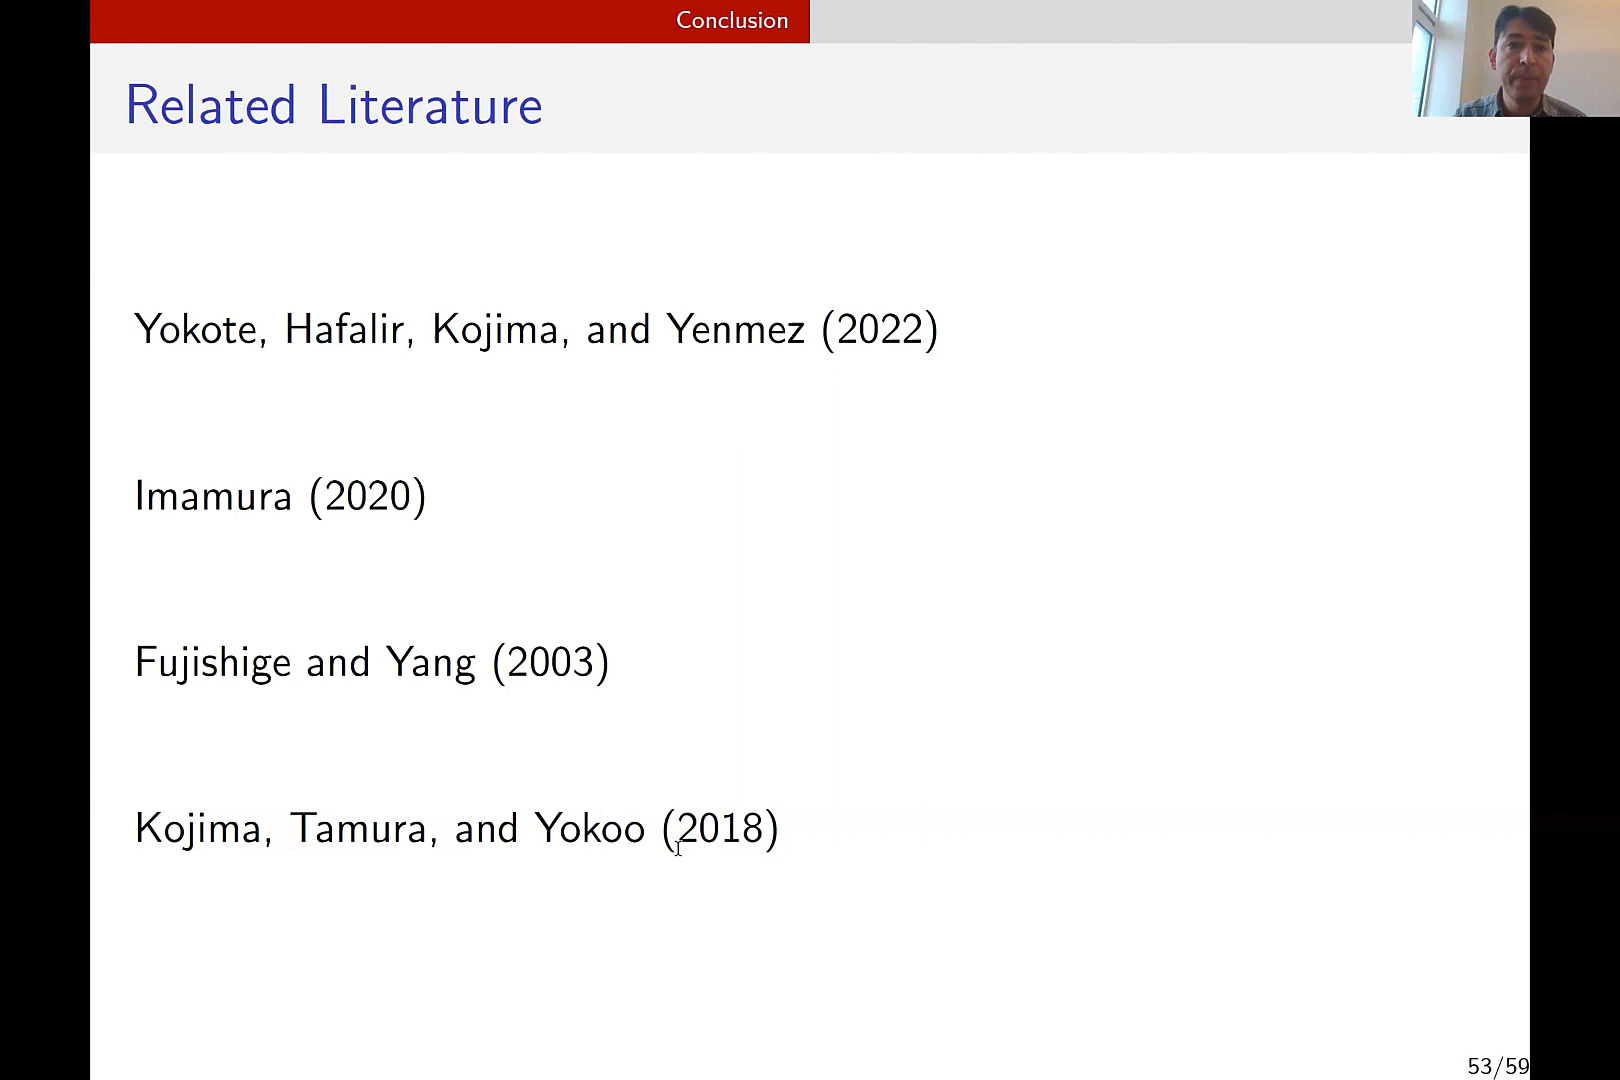 Conclusion
Related Literature
Yokote, Hafalir, Kojima, and Yenmez (2022)
Imamura (2020)
Fujishige and Yang (2003)
Kojima, Tamura, and Yokoo (2018)
53/59